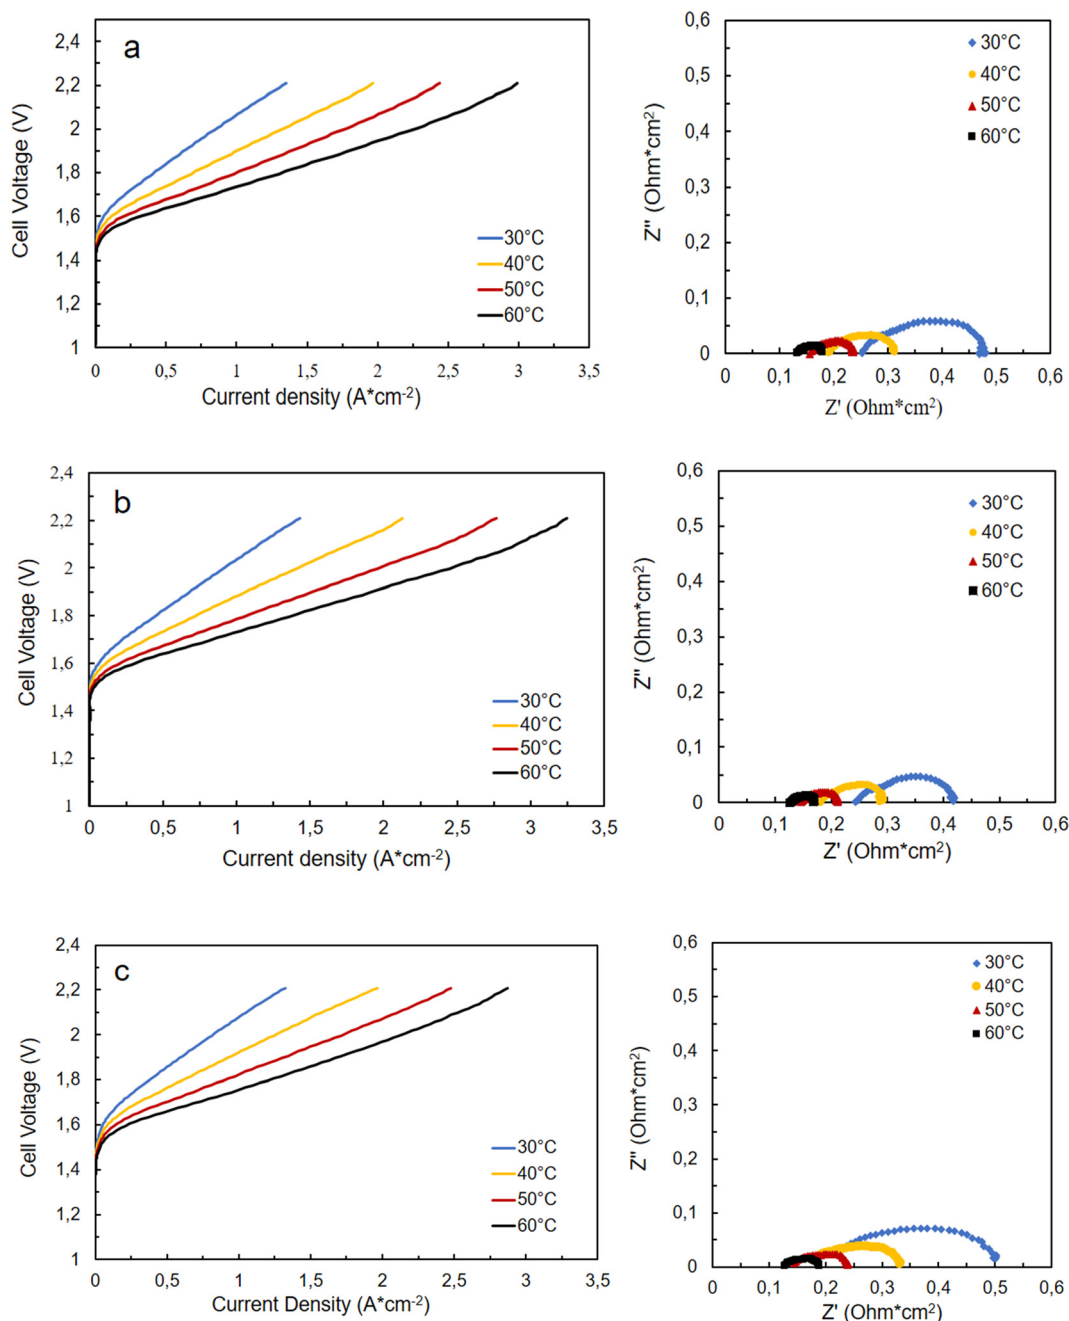 a
2,4
2,2
2
1,8
1,6
1,4
1,2
1
Cell Voltage (V)
30°C
40°C
50°C
60°C
0 0,5 1 1,5 2 2,5 3 3,5
Current density (A*cm-2)
0,6
0,5
0,4
0,3
0,2
0,1
0
Z'' (Ohm*cm2)
30°C
40°C
50°C
60°C
0 0,1 0,2 0,3 0,4 0,5 0,6
Z' (Ohm*cm2)
b
2,4
2,2
2
1,8
1,6
1,4
1,2
1
Cell Voltage (V)
30°C
40°C
50°C
60°C
0 0,5 1 1,5 2 2,5 3 3,5
Current density (A*cm-2)
0,6
0,5
0,4
0,3
0,2
0,1
0
Z'' (Ohm*cm2)
30°C
40°C
50°C
60°C
0 0,1 0,2 0,3 0,4 0,5 0,6
Z' (Ohm*cm2)
c
2,4
2,2
2
1,8
1,6
1,4
1,2
1
Cell Voltage (V)
30°C
40°C
50°C
60°C
0 0,5 1 1,5 2 2,5 3 3,5
Current Density (A*cm-2)
0,6
0,5
0,4
0,3
0,2
0,1
0
Z'' (Ohm*cm2)
30°C
40°C
50°C
60°C
0 0,1 0,2 0,3 0,4 0,5 0,6
Z' (Ohm*cm2)